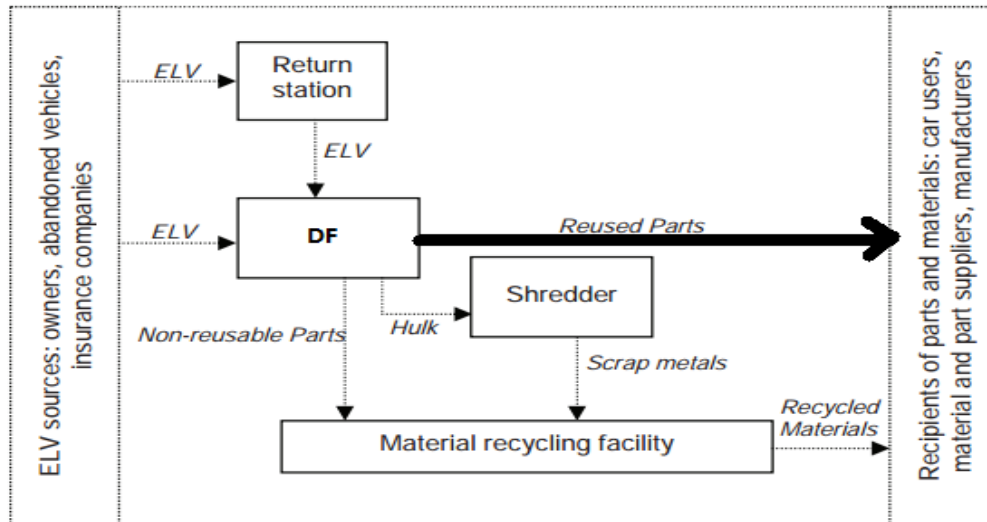 ELV sources: owners, abandoned vehicles,
insurance companies
ELV
Return
station
ELV
ELV
DF
Reused Parts
Shredder
Non-reusable Parts
Hulk
Scrap metals
Material recycling facility
Recycled
Materials
Recipients of parts and materials: car users,
material and part suppliers, manufacturers